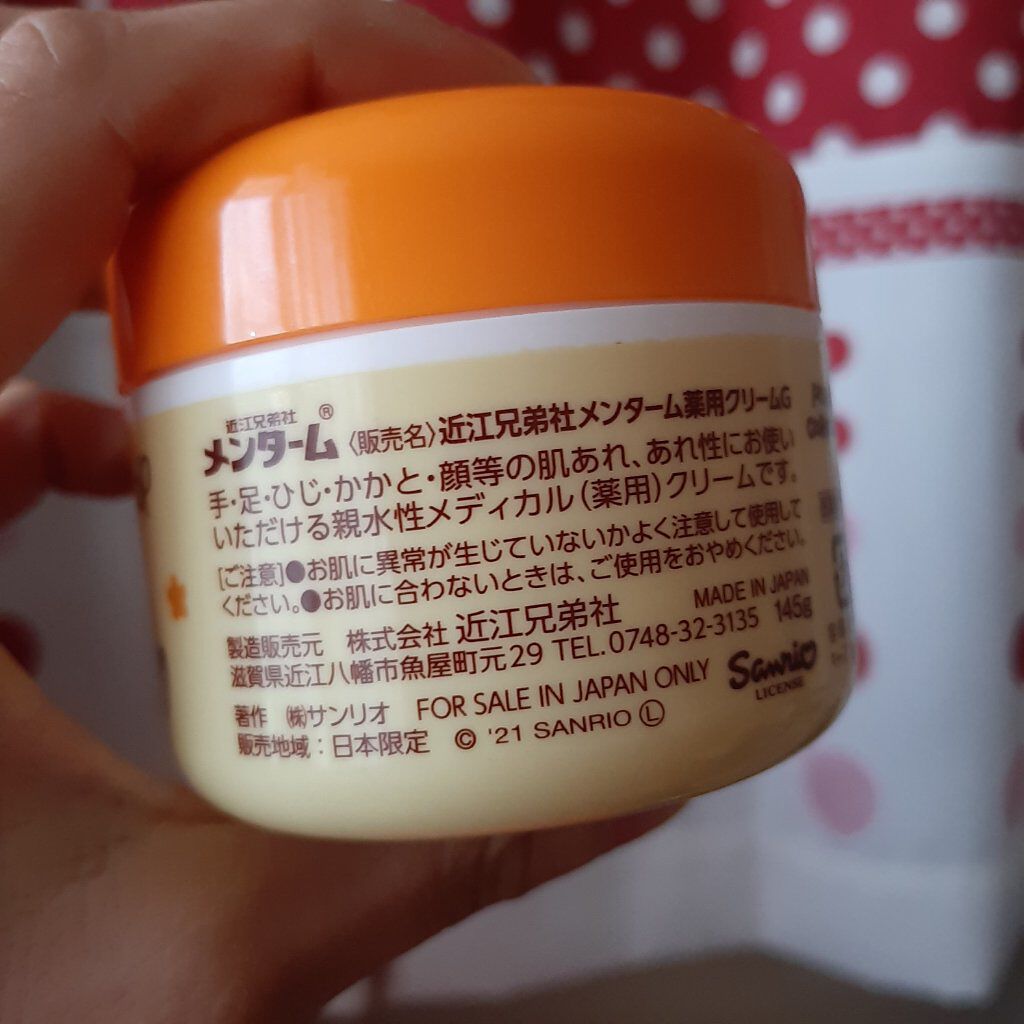 近江兄弟社
メンターム® 〈販売名〉近江兄弟社メンターム薬用クリームG
手・足・ひじ・かかと・顔等の肌あれ、あれ性にお使い
いただける親水性メディカル（薬用）クリームです。
[ご注意]●お肌に異常が生じていないかよく注意して使用して
ください。●お肌に合わないときは、ご使用をおやめください。
製造販売元 株式会社 近江兄弟社 MADE IN JAPAN
滋賀県近江八幡市魚屋町元29 TEL.0748-32-3135 145g
著作 ㈱サンリオ FOR SALE IN JAPAN ONLY
販売地域：日本限定 © '21 SANRIO Ⓛ
Sanrio
LICENSE